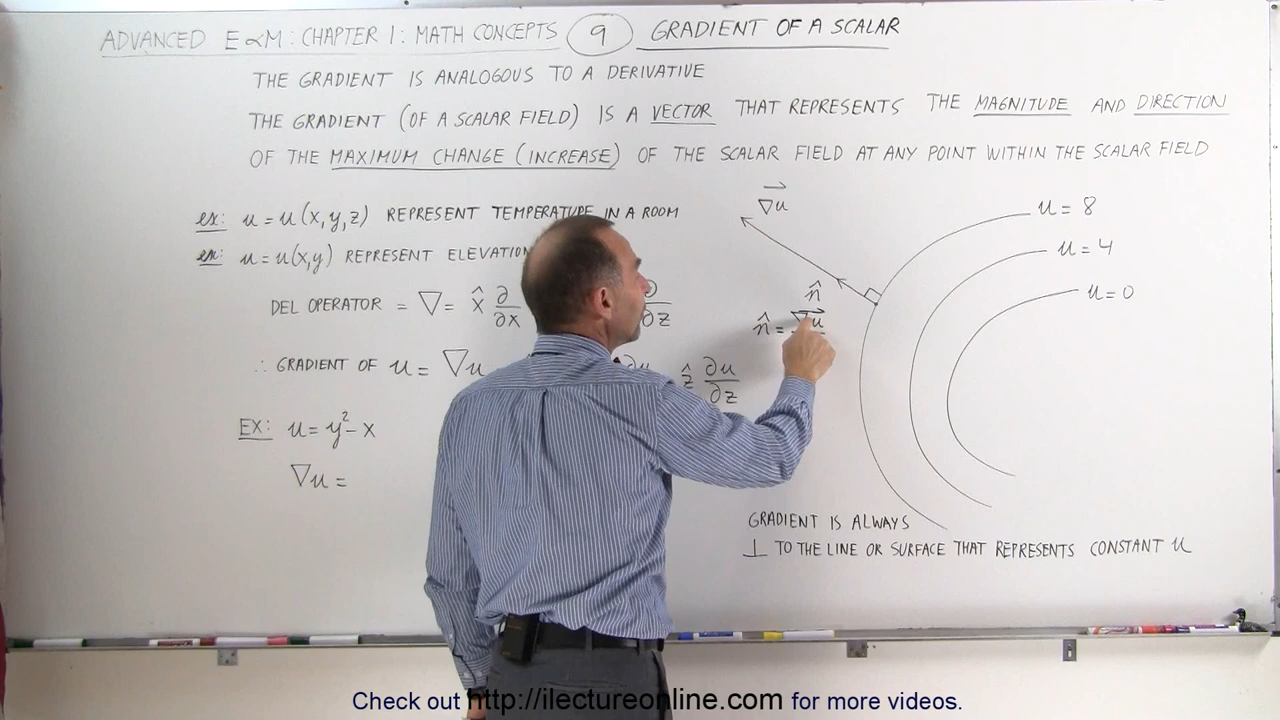 ADVANCED E&M: CHAPTER 1: MATH CONCEPTS 9 GRADIENT OF A SCALAR
THE GRADIENT IS ANALOGOUS TO A DERIVATIVE
THE GRADIENT (OF A SCALAR FIELD) IS A VECTOR THAT REPRESENTS THE MAGNITUDE AND DIRECTION
OF THE MAXIMUM CHANGE (INCREASE) OF THE SCALAR FIELD AT ANY POINT WITHIN THE SCALAR FIELD
ex: u = u(x,y,z) REPRESENT TEMPERATURE IN A ROOM
ex: u = u(x,y) REPRESENT ELEVATION
DEL OPERATOR = ∇ = x̂ ∂/∂x ∂/∂z
∴ GRADIENT OF u = ∇u ∂u ẑ ∂u/∂z
EX: u = y² - x
∇u =
∇u
n̂
n̂ = ∇u
u = 8
u = 4
u = 0
GRADIENT IS ALWAYS
⊥ TO THE LINE OR SURFACE THAT REPRESENTS CONSTANT u
Check out http://ilectureonline.com for more videos.